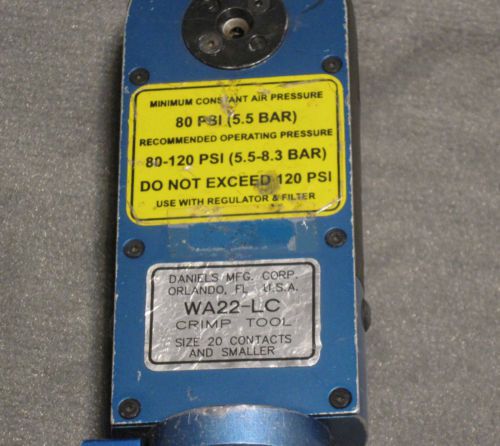 MINIMUM CONSTANT AIR PRESSURE
80 PSI (5.5 BAR)
RECOMMENDED OPERATING PRESSURE
80-120 PSI (5.5-8.3 BAR)
DO NOT EXCEED 120 PSI
USE WITH REGULATOR & FILTER
DANIELS MFG. CORP.
ORLANDO, FL U.S.A.
WA22-LC
CRIMP TOOL
SIZE 20 CONTACTS
AND SMALLER